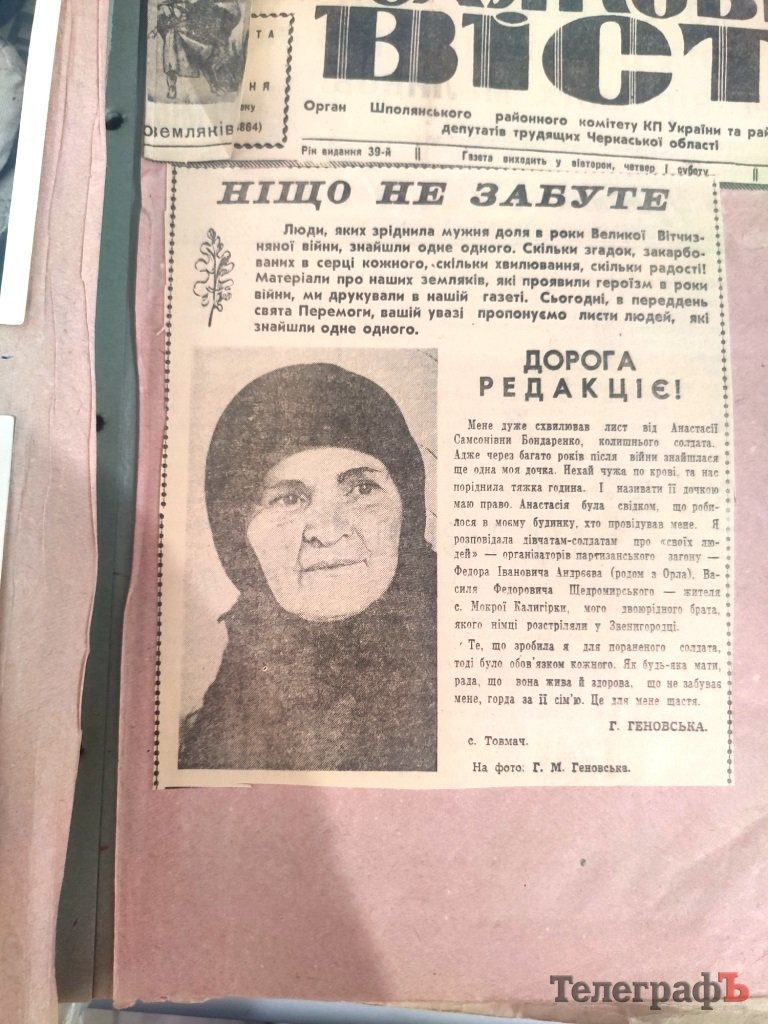 ВІСТ
Орган Шполянського районного комітету КП України та рай
депутатів трудящих Черкаської області
Рік видання 39-й || Газета виходить у вівторок, четвер і суботу ||
земляків
864)
НІЩО НЕ ЗАБУТЕ
Люди, яких зріднила мужня доля в роки Великої Вітчиз-
няної війни, знайшли одне одного. Скільки згадок, закарбо-
ваних в серці кожного, скільки хвилювання, скільки радості!
Матеріали про наших земляків, які проявили героїзм в роки
війни, ми друкували в нашій газеті. Сьогодні, в переддень
свята Перемоги, вашій увазі пропонуємо листи людей, які
знайшли одне одного.
ДОРОГА
РЕДАКЦІЄ!
Мене дуже схвилював лист від Анастасії
Самсонівни Бондаренко, колишнього солдата.
Адже через багато років після війни знайшлася
ще одна моя дочка. Нехай чужа по крові, та нас
поріднила тяжка година. І називати її дочкою
маю право. Анастасія була свідком, що роби-
лося в моєму будинку, хто провідував мене. Я
розповідала дівчатам-солдатам про «своїх лю-
дей» — організаторів партизанського загону —
Федора Івановича Андрєєва (родом з Орла), Ва-
силя Федоровича Щедромирського — жителя
с. Мокрої Калигірки, мого двоюрідного брата,
якого німці розстріляли у Звенигородці.
Те, що зробила я для пораненого солдата,
тоді було обов'язком кожного. Як будь-яка мати,
рада, що вона жива й здорова, що не забуває
мене, горда за її сім'ю. Це для мене щастя.
Г. ГЕНОВСЬКА.
с. Товмач.
На фото: Г. М. Геновська.
ТелеграфЪ